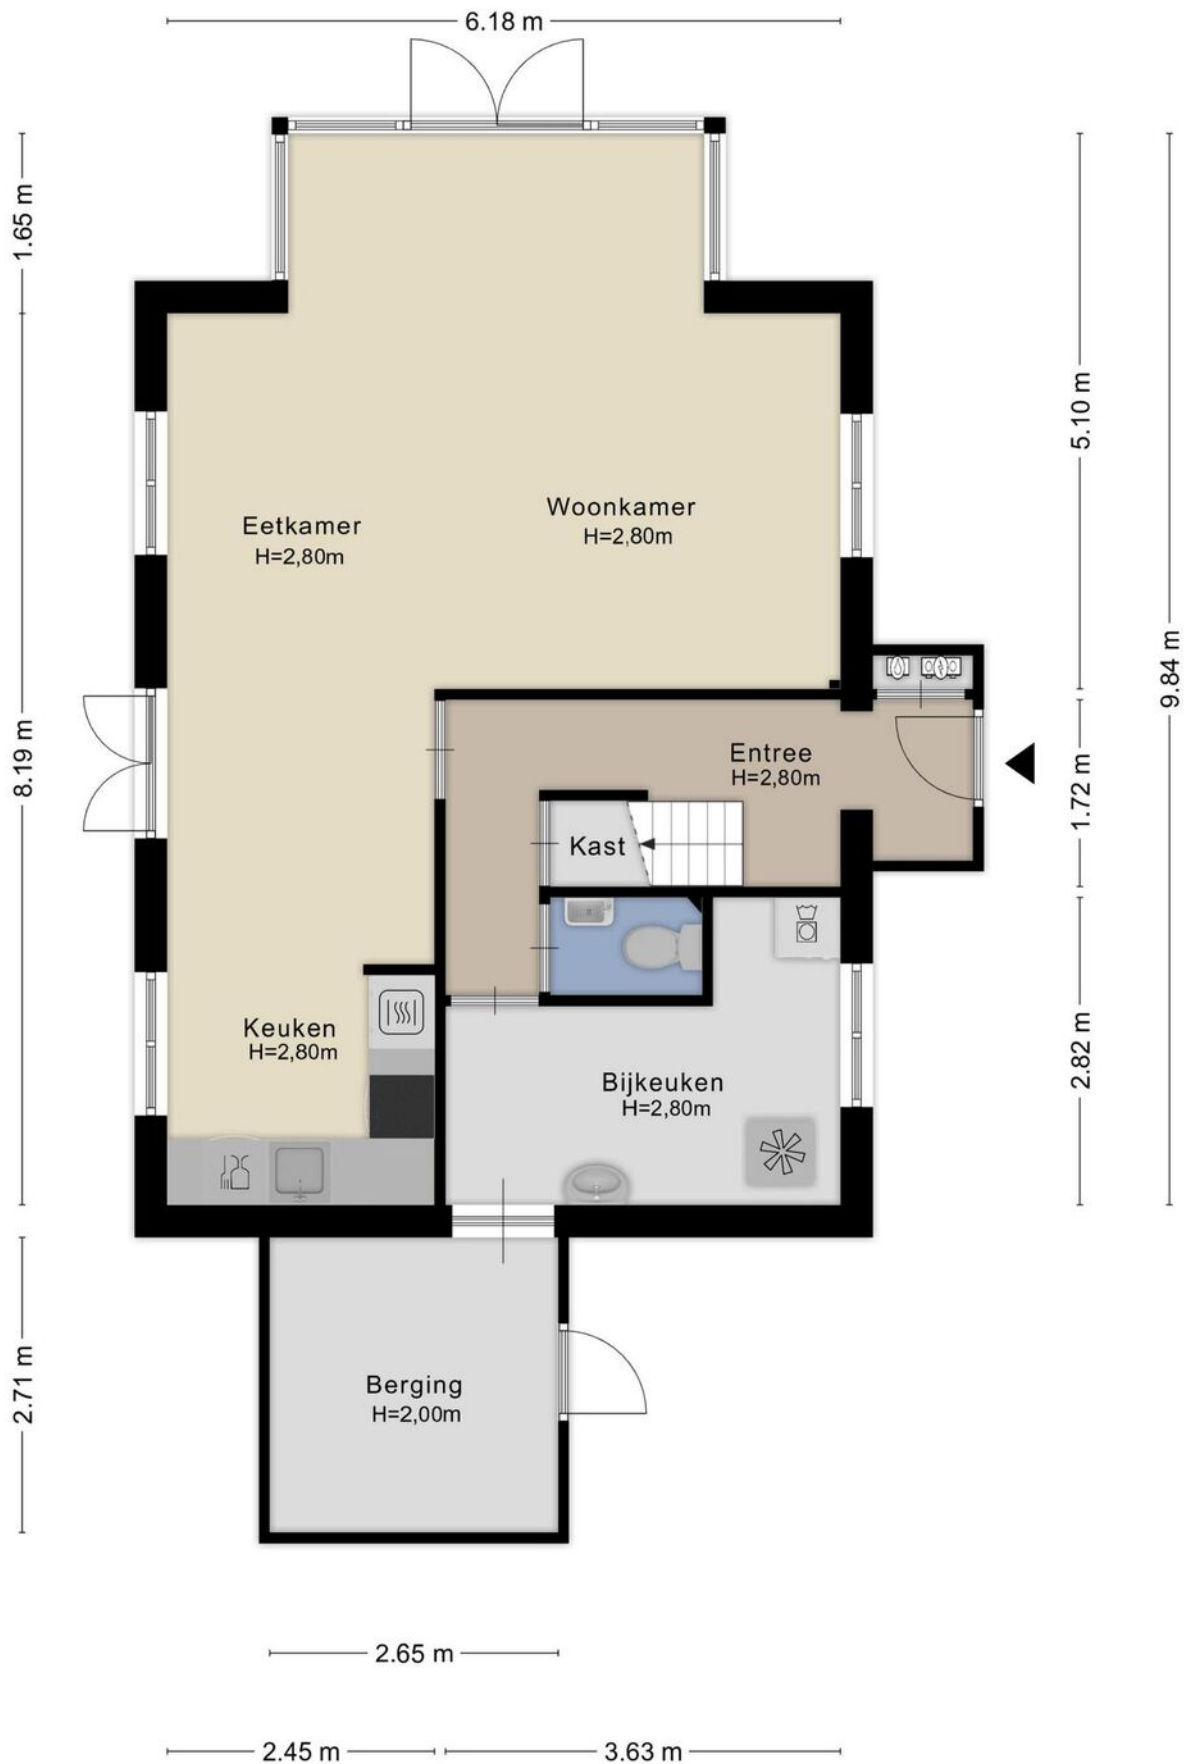 6.18 m
1.65 m
5.10 m
Eetkamer
H=2,80m
Woonkamer
H=2,80m
9.84 m
8.19 m
Entree
H=2,80m
1.72 m
Kast
Keuken
H=2,80m
Bijkeuken
H=2,80m
2.82 m
2.71 m
Berging
H=2,00m
2.65 m
2.45 m
3.63 m